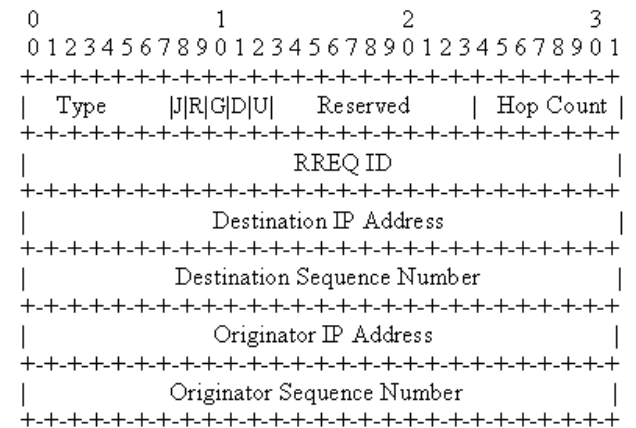 0 1 2 3
0 1 2 3 4 5 6 7 8 9 0 1 2 3 4 5 6 7 8 9 0 1 2 3 4 5 6 7 8 9 0 1
+-+-+-+-+-+-+-+-+-+-+-+-+-+-+-+-+-+-+-+-+-+-+-+-+-+-+
| Type |J|R|G|D|U| Reserved | Hop Count |
+-+-+-+-+-+-+-+-+-+-+-+-+-+-+-+-+-+-+-+-+-+-+-+-+-+-+
| RREQ ID |
+-+-+-+-+-+-+-+-+-+-+-+-+-+-+-+-+-+-+-+-+-+-+-+-+-+-+
| Destination IP Address |
+-+-+-+-+-+-+-+-+-+-+-+-+-+-+-+-+-+-+-+-+-+-+-+-+-+-+
| Destination Sequence Number |
+-+-+-+-+-+-+-+-+-+-+-+-+-+-+-+-+-+-+-+-+-+-+-+-+-+-+
| Originator IP Address |
+-+-+-+-+-+-+-+-+-+-+-+-+-+-+-+-+-+-+-+-+-+-+-+-+-+-+
| Originator Sequence Number |
+-+-+-+-+-+-+-+-+-+-+-+-+-+-+-+-+-+-+-+-+-+-+-+-+-+-+